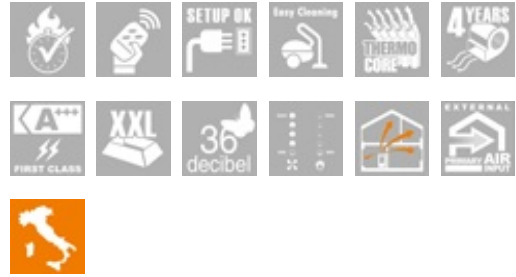 SETUP OK
Easy Cleaning
THERMO
CORE
4 YEARS
A+++
FIRST CLASS
XXL
36
decibel
EXTERNAL
PRIMARY AIR
INPUT